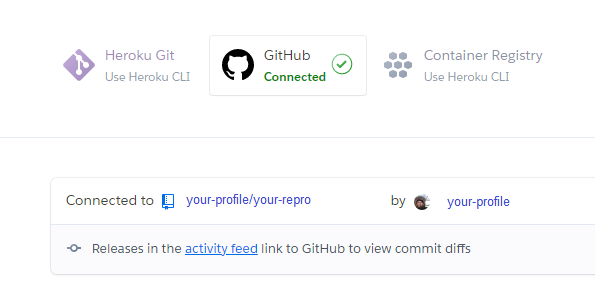 Heroku Git
Use Heroku CLI
GitHub
Connected
Container Registry
Use Heroku CLI
Connected to your-profile/your-repro by your-profile
Releases in the activity feed link to GitHub to view commit diffs